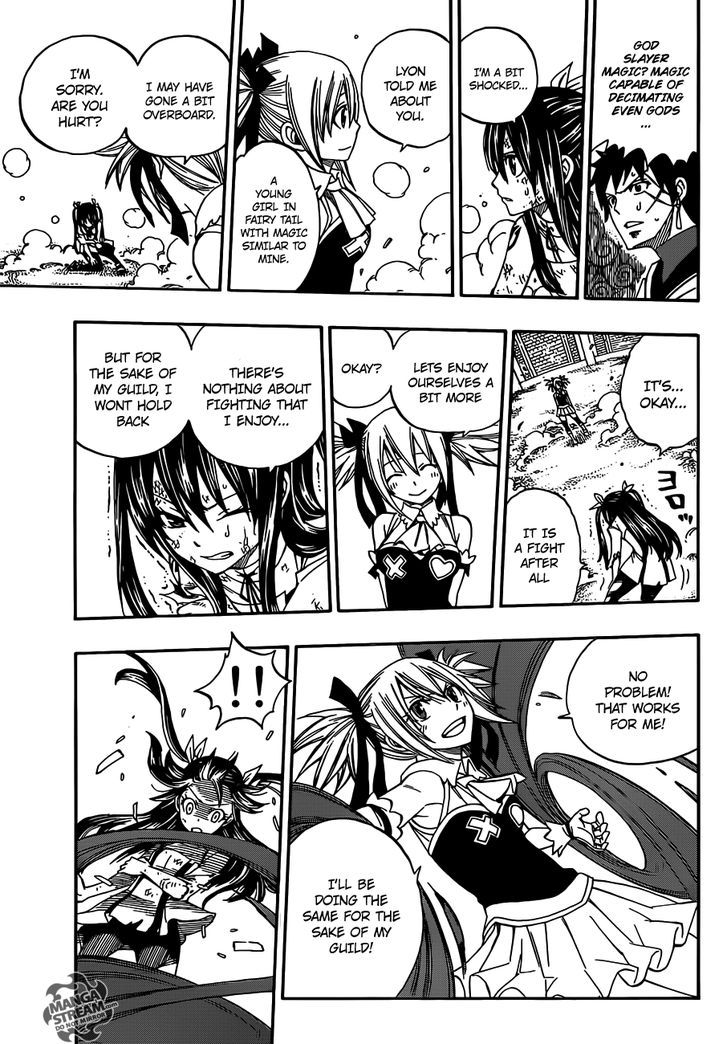 GOD
SLAYER
MAGIC? MAGIC
CAPABLE OF
DECIMATING
EVEN GODS
...
I'M A BIT
SHOCKED...
LYON
TOLD ME
ABOUT
YOU.
A
YOUNG
GIRL IN
FAIRY TAIL
WITH MAGIC
SIMILAR TO
MINE.
I MAY HAVE
GONE A BIT
OVERBOARD.
I'M
SORRY.
ARE YOU
HURT?
IT'S...
OKAY...
ヨロッ
IT IS
A FIGHT
AFTER
ALL
LETS ENJOY
OURSELVES A
BIT MORE
OKAY?
THERE'S
NOTHING ABOUT
FIGHTING THAT
I ENJOY...
BUT FOR
THE SAKE OF
MY GUILD, I
WONT HOLD
BACK
NO
PROBLEM!
THAT WORKS
FOR ME!
I'LL BE
DOING THE
SAME FOR THE
SAKE OF MY
GUILD!
!!
MANGA
STREAM.COM
DO NOT MIRROR